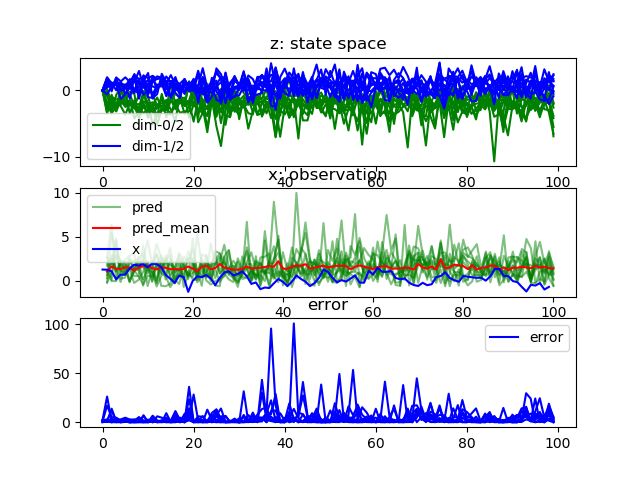 z: state space
0
−10
dim-0/2
dim-1/2
0 20 40 60 80 100
x: observation
10
5
0
pred
pred_mean
x
0 20 40 60 80 100
error
100
50
0
error
0 20 40 60 80 100